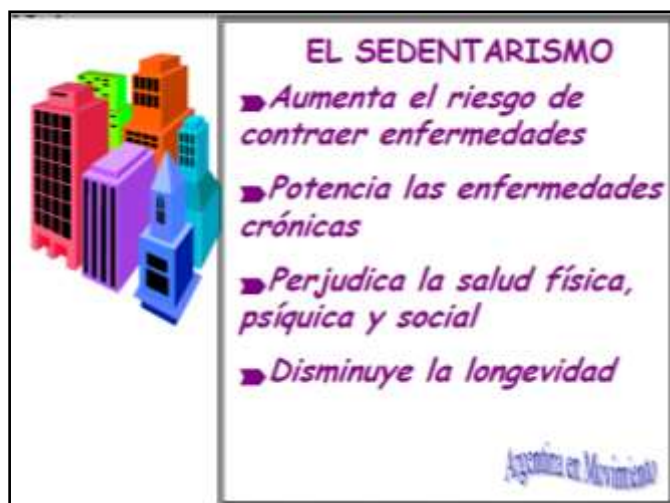 EL SEDENTARISMO
Aumenta el riesgo de
contraer enfermedades
Potencia las enfermedades
crónicas
Perjudica la salud física,
psíquica y social
Disminuye la longevidad
Argentina en Movimiento